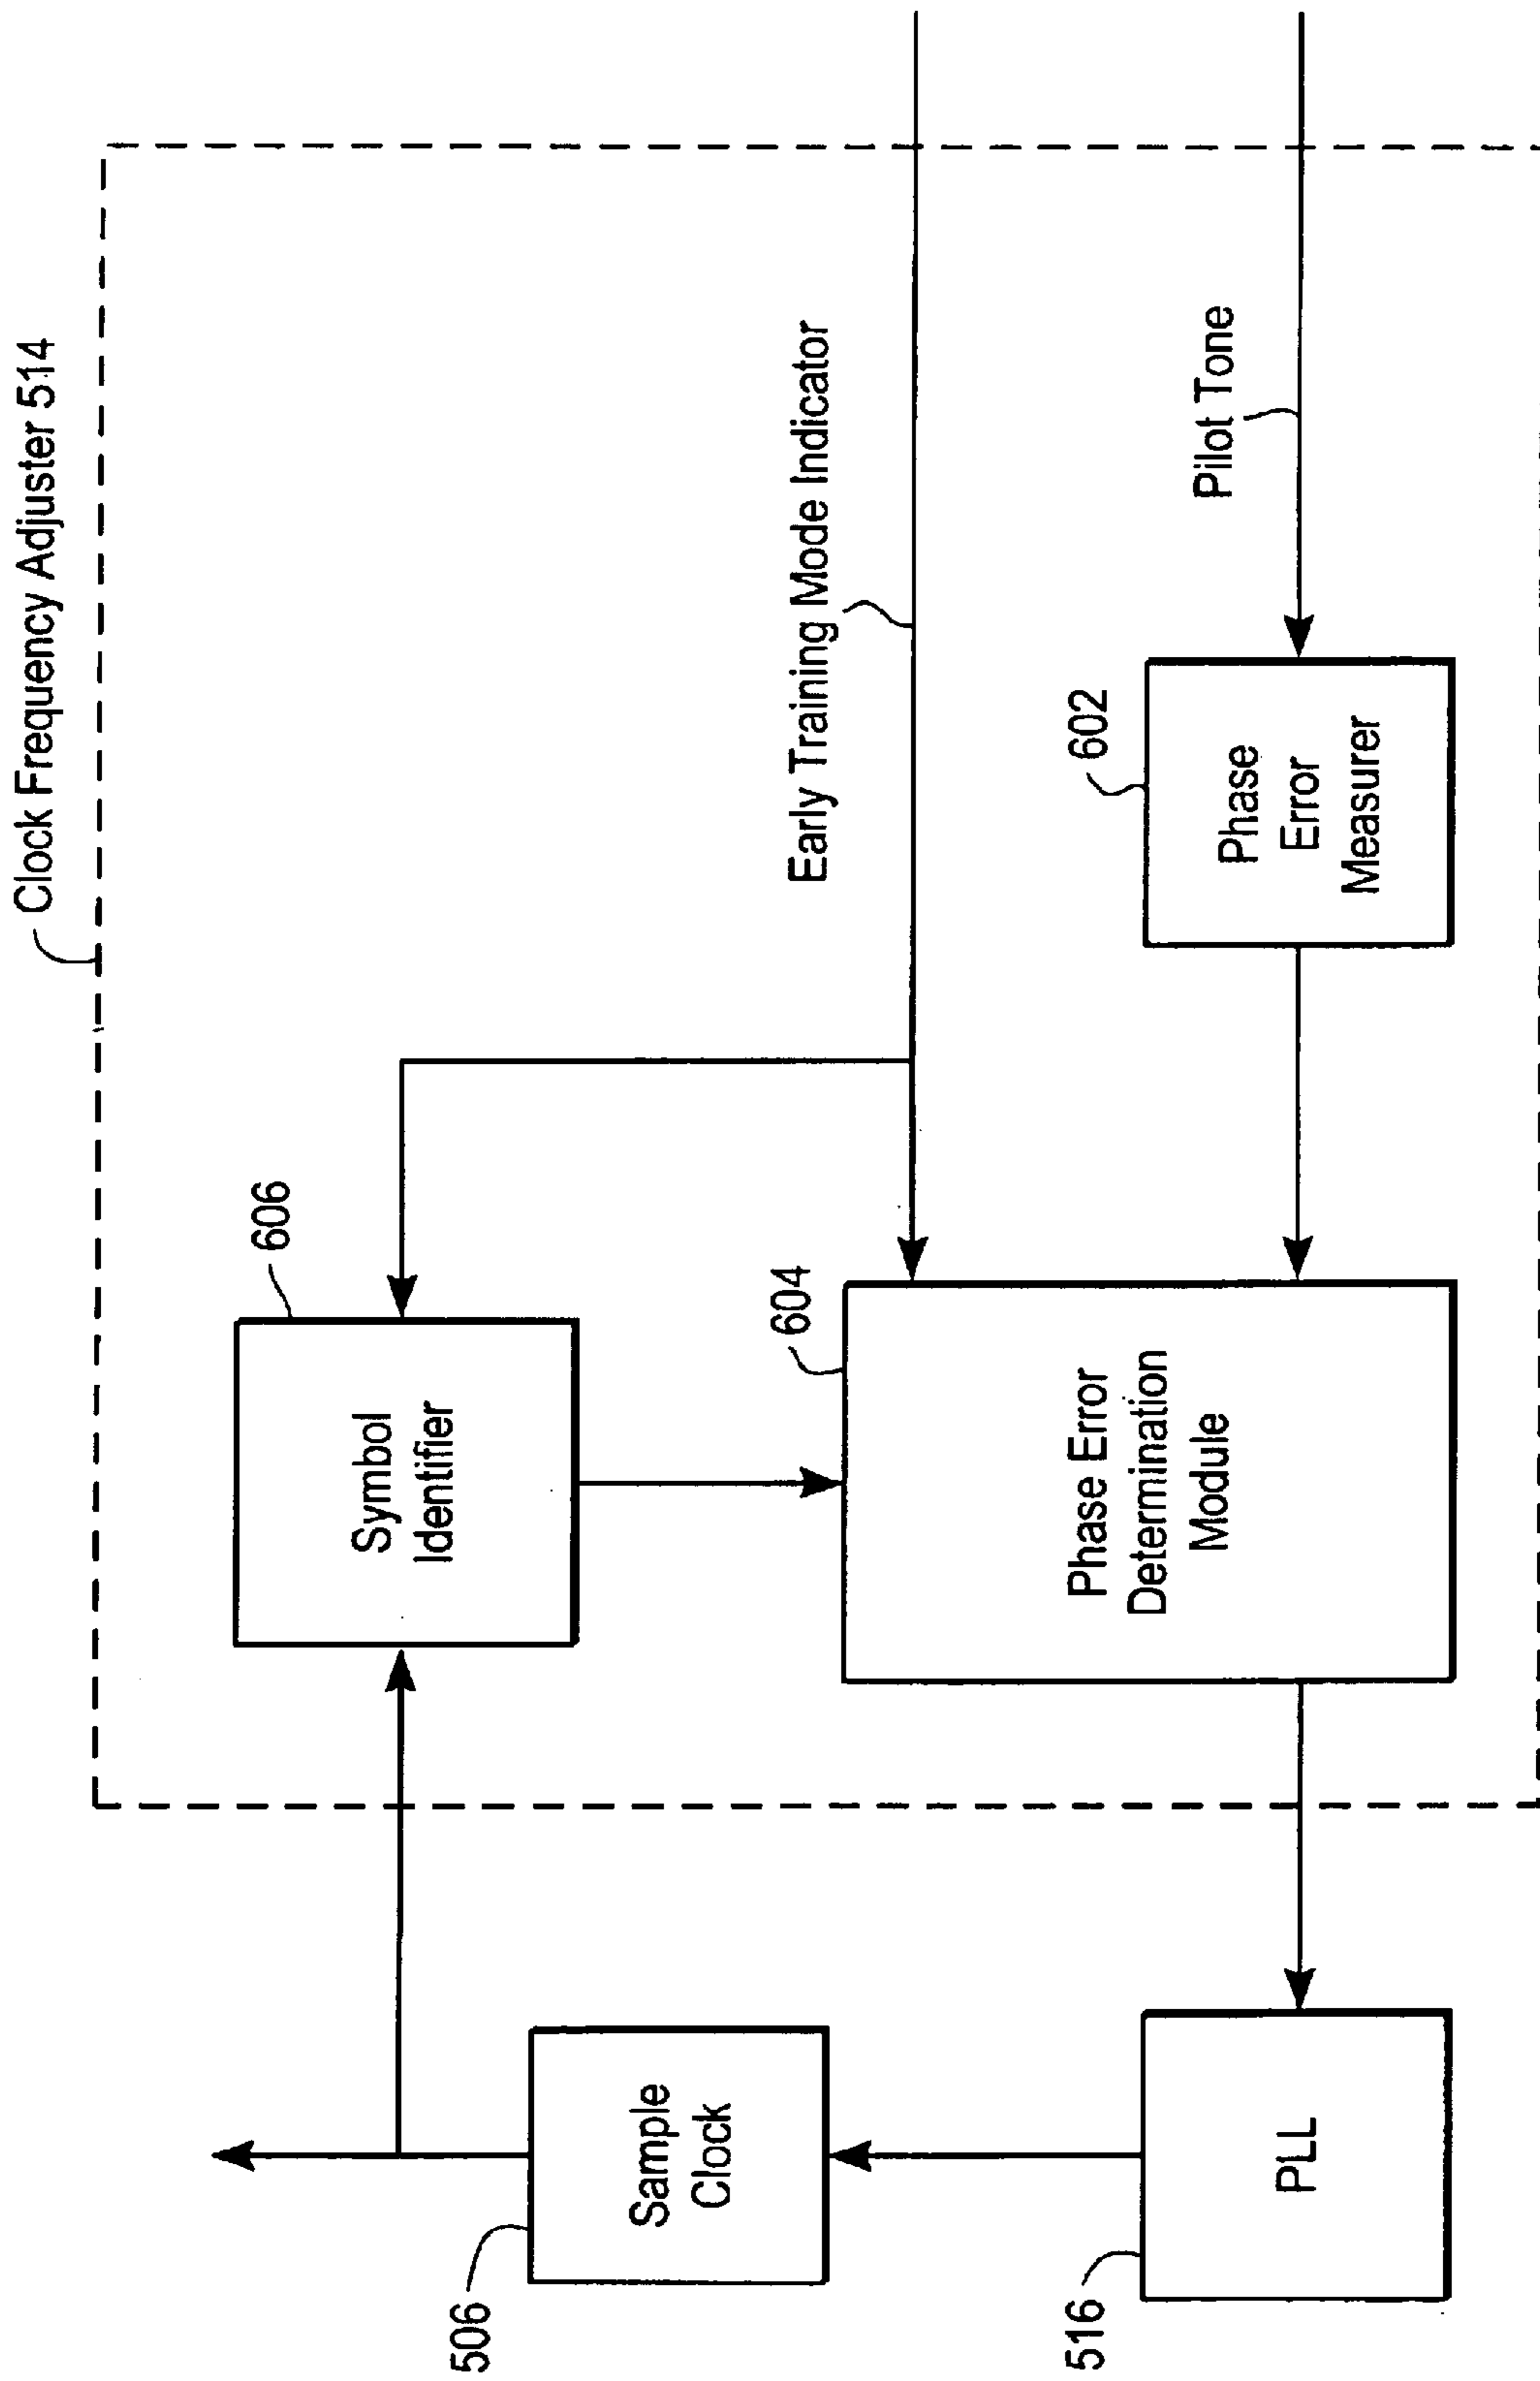 Clock Frequency Adjuster 514
506
Sample
Clock
606
Symbol
Identifier
Early Training Mode Indicator
604
Phase Error
Determination
Module
516
PLL
602
Phase
Error
Measurer
Pilot Tone